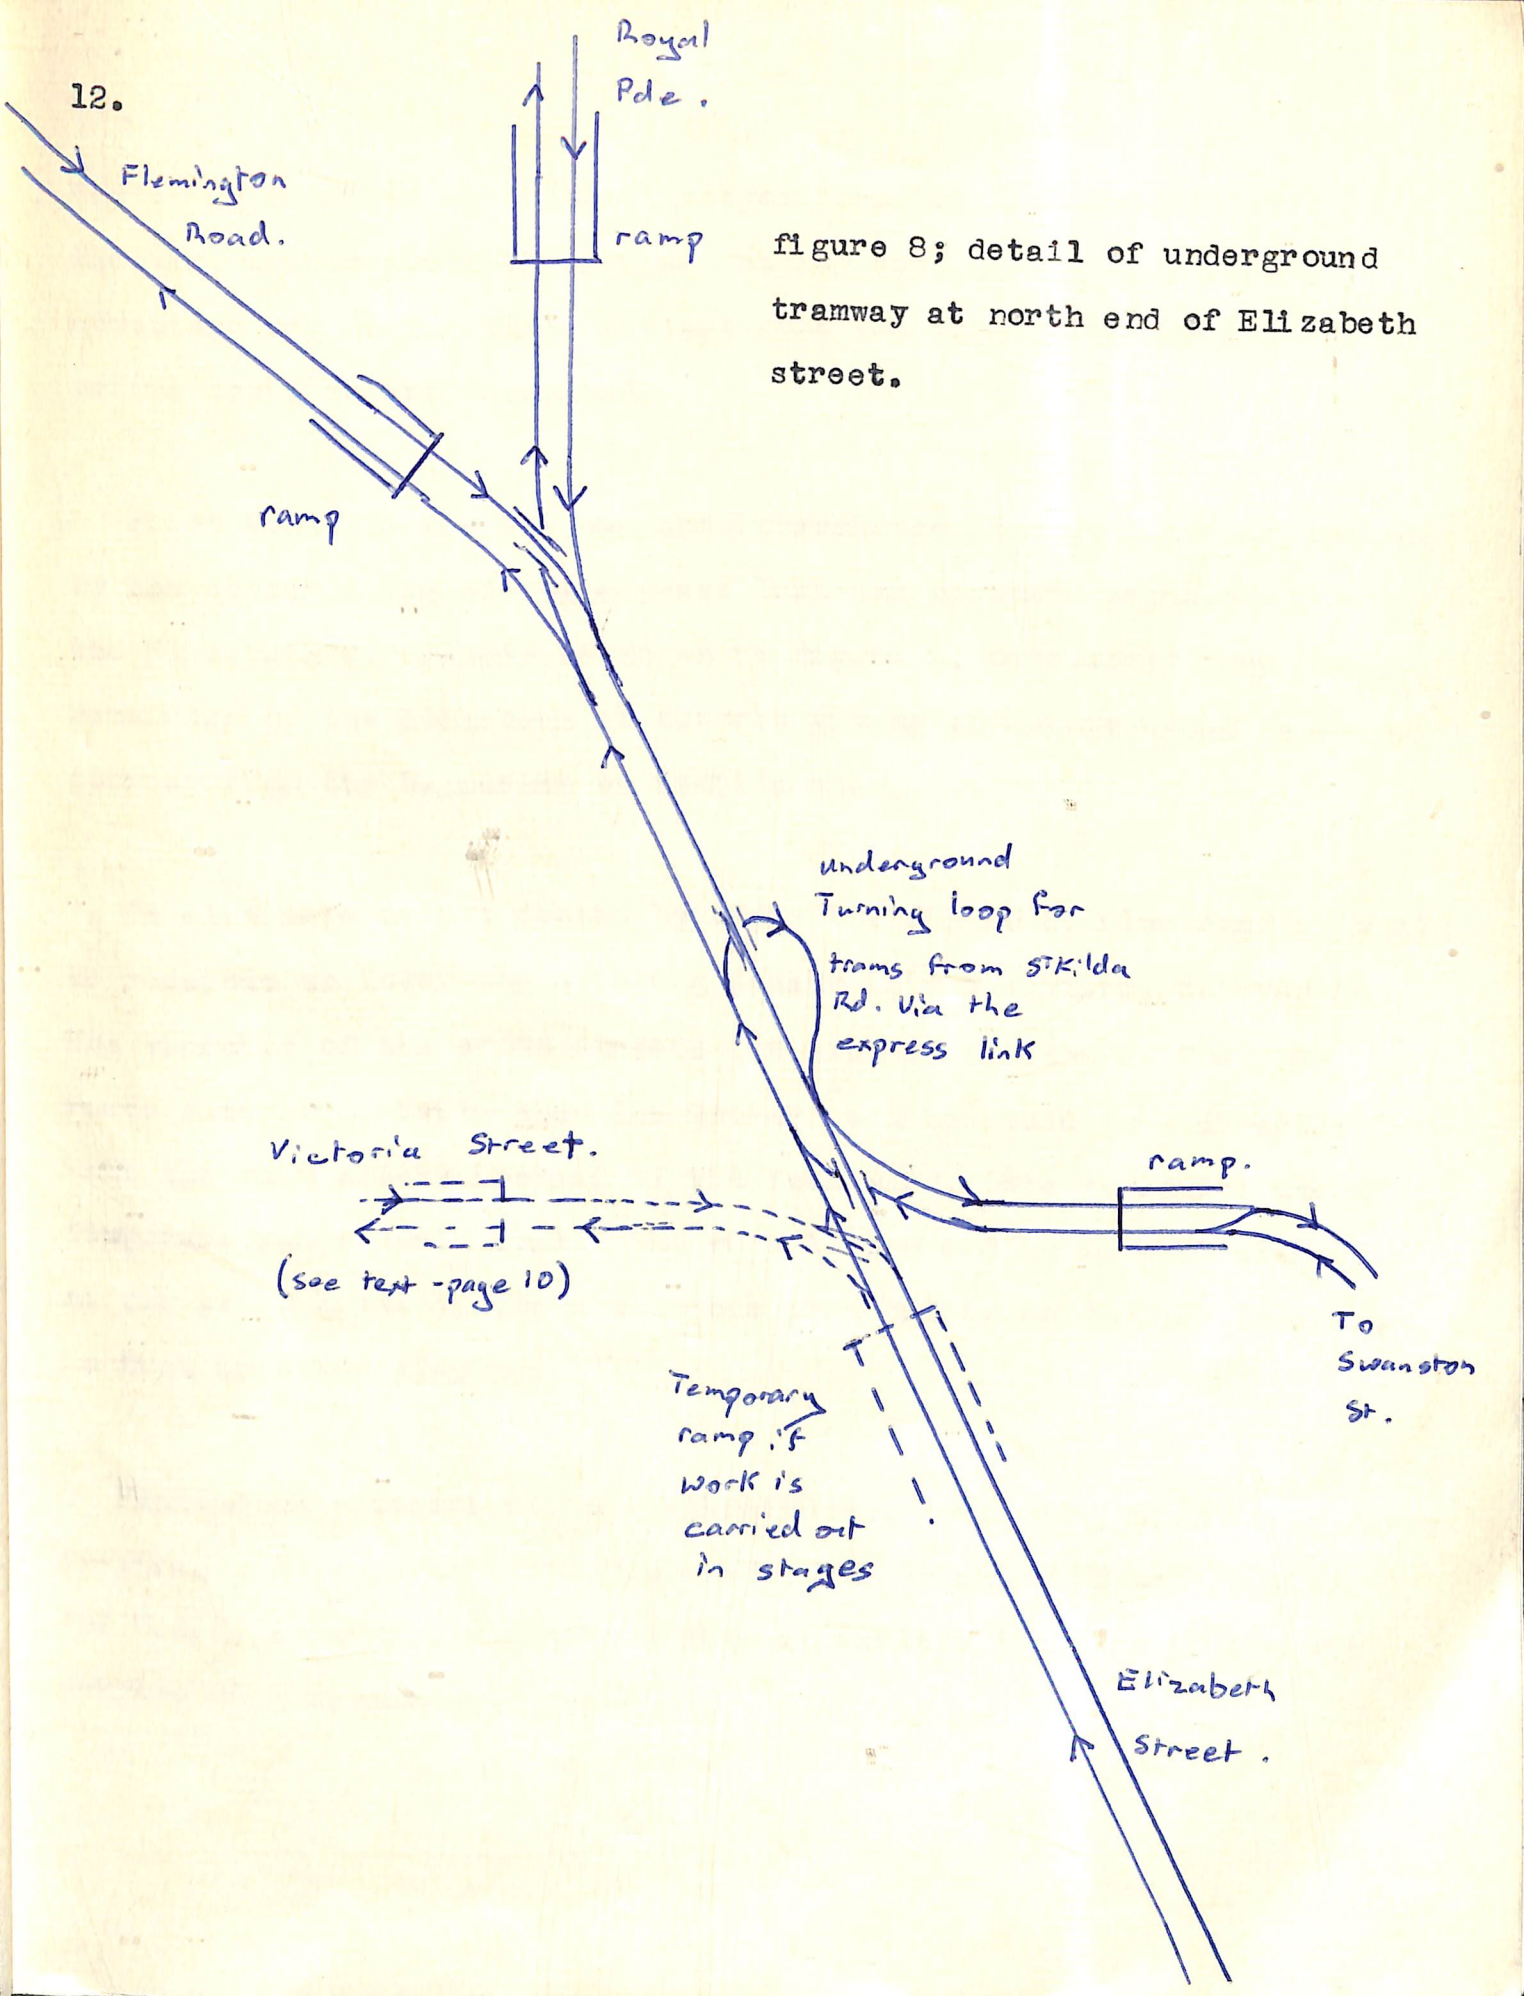 12.
Royal
Pde.
Flemington
Road.
ramp
figure 8; detail of underground
tramway at north end of Elizabeth
street.
ramp
underground
Turning loop for
trams from St Kilda
Rd. via the
express link
Victoria Street.
(see text - page 10)
ramp.
To
Swanston
St.
Temporary
ramp if
work is
carried out
in stages
Elizabeth
Street.